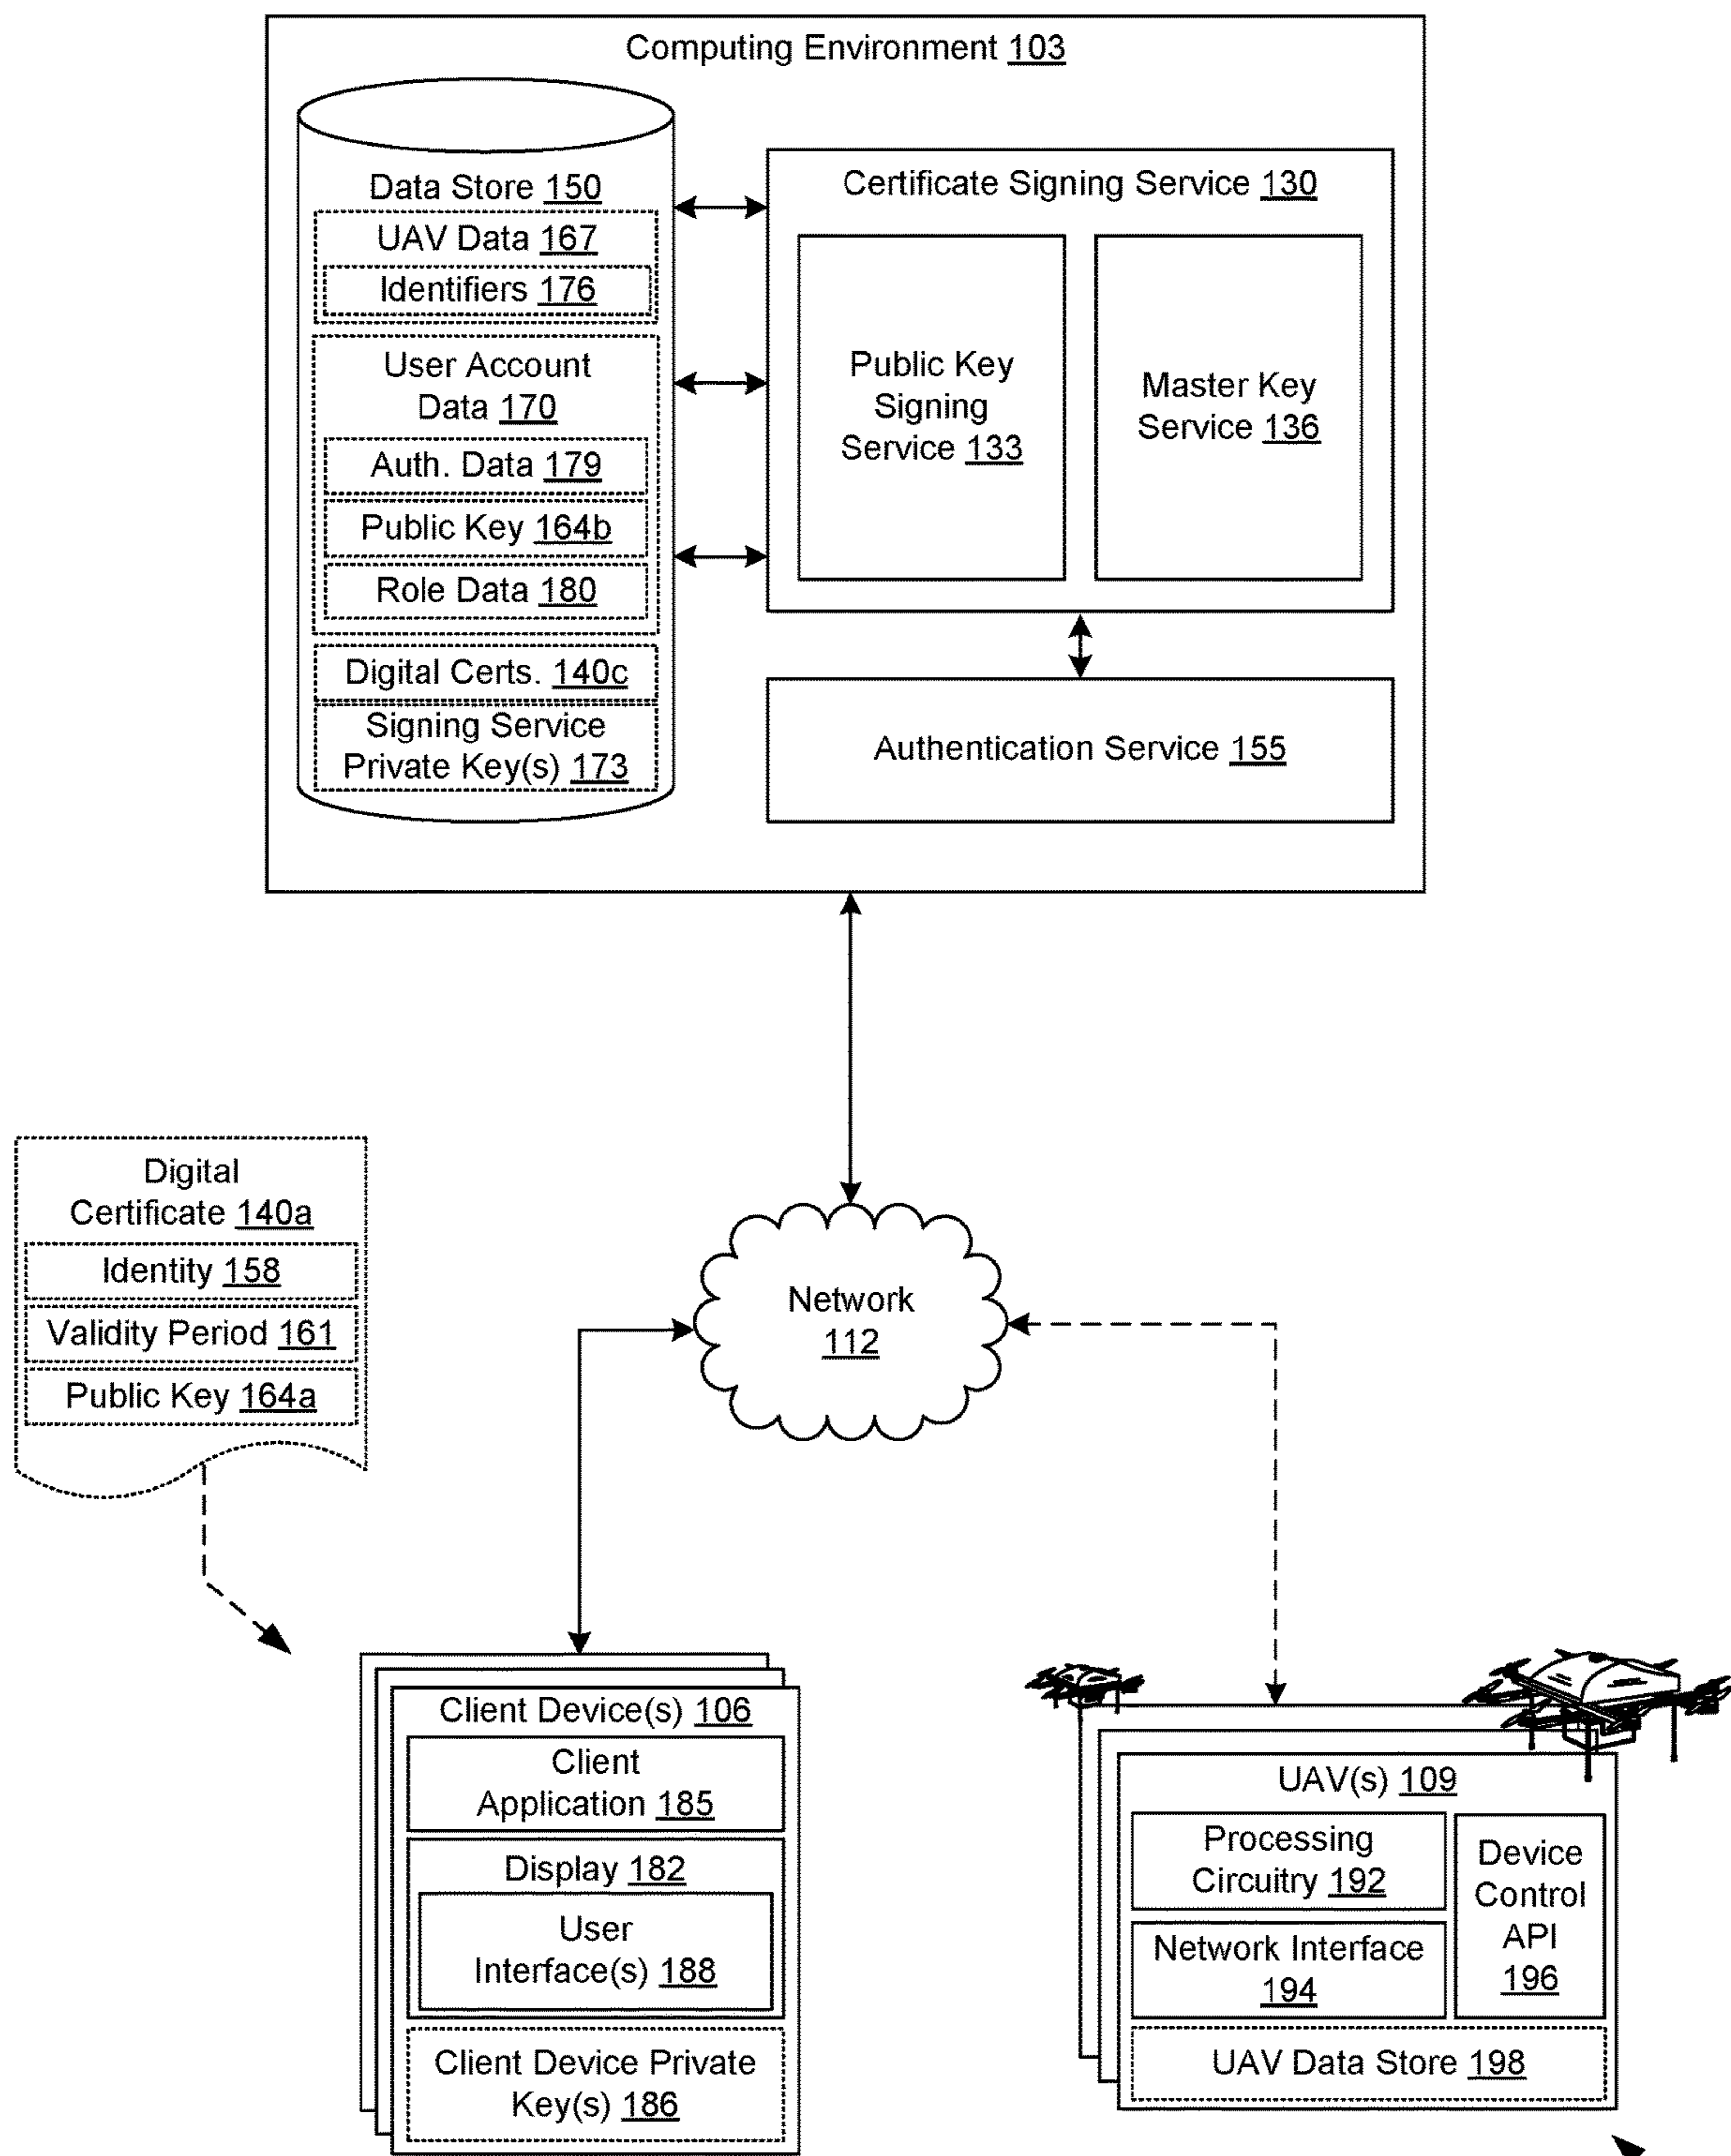 Computing Environment 103
Data Store 150
UAV Data 167
Identifiers 176
User Account
Data 170
Auth. Data 179
Public Key 164b
Role Data 180
Digital Certs. 140c
Signing Service
Private Key(s) 173
Certificate Signing Service 130
Public Key
Signing
Service 133
Master Key
Service 136
Authentication Service 155
Digital
Certificate 140a
Identity 158
Validity Period 161
Public Key 164a
Network
112
Client Device(s) 106
Client
Application 185
Display 182
User
Interface(s) 188
Client Device Private
Key(s) 186
UAV(s) 109
Processing
Circuitry 192
Network Interface
194
Device
Control
API
196
UAV Data Store 198